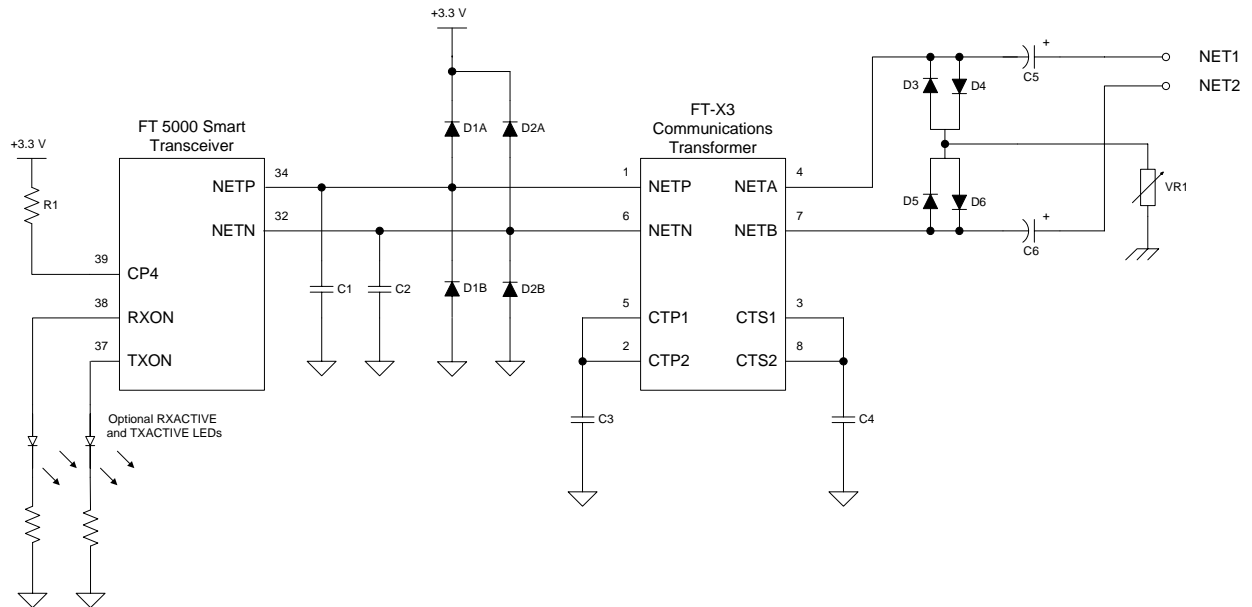 +3.3 V
NET1
NET2
C5
+
D3
D4
FT 5000 Smart
Transceiver
FT-X3
Communications
Transformer
D1A
D2A
+3.3 V
R1
34
NETP
32
NETN
39
CP4
38
RXON
37
TXON
1
NETP
6
NETN
5
CTP1
2
CTP2
4
NETA
7
NETB
3
CTS1
8
CTS2
D5
D6
VR1
+
C6
C1
C2
D1B
D2B
C3
C4
Optional RXACTIVE
and TXACTIVE LEDs